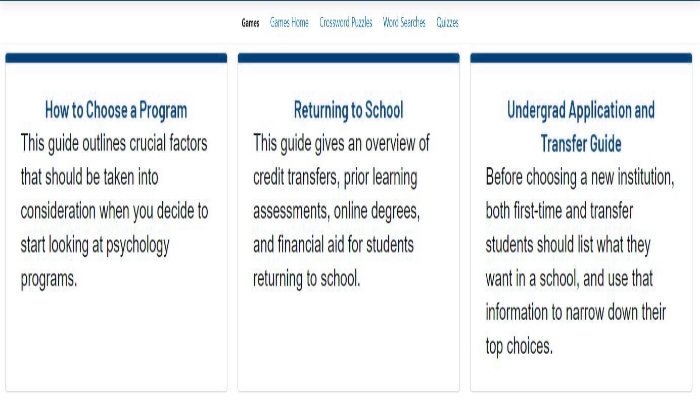 Games Games Home Crossword Puzzles Word Searches Quizzes
How to Choose a Program
This guide outlines crucial factors
that should be taken into
consideration when you decide to
start looking at psychology
programs.
Returning to School
This guide gives an overview of
credit transfers, prior learning
assessments, online degrees,
and financial aid for students
returning to school.
Undergrad Application and
Transfer Guide
Before choosing a new institution,
both first-time and transfer
students should list what they
want in a school, and use that
information to narrow down their
top choices.